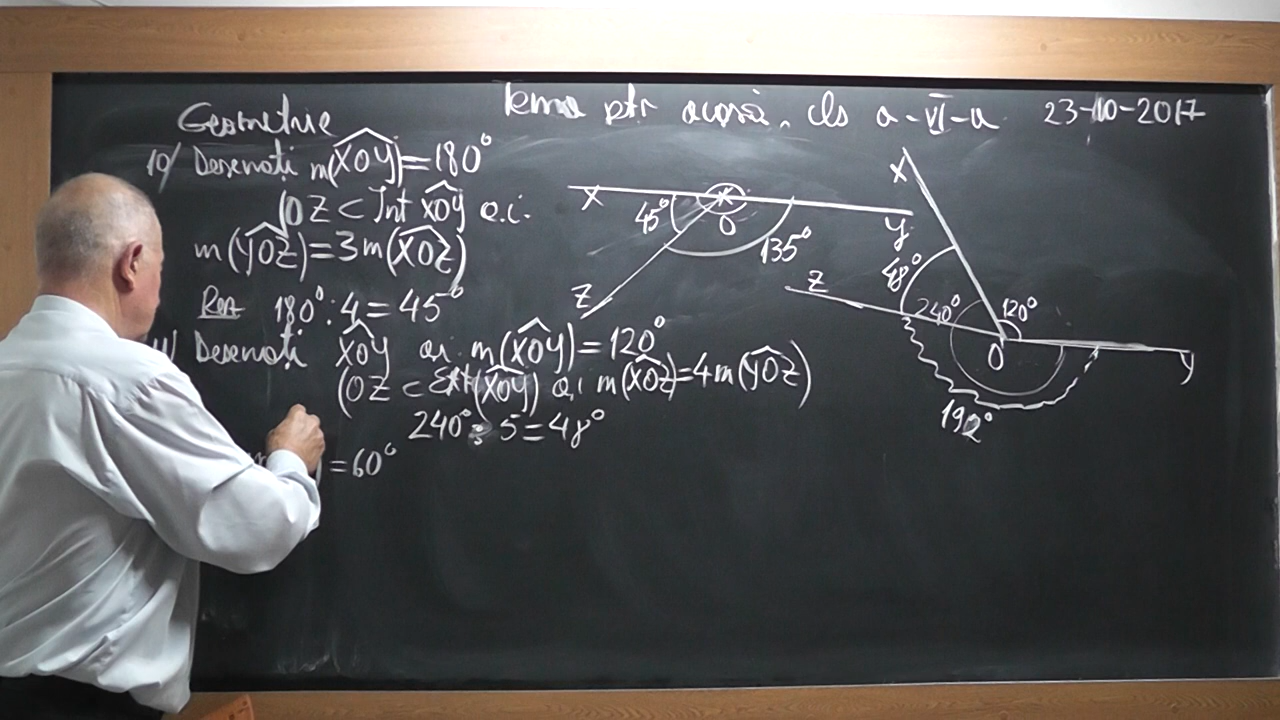 Tema ptr acasă, cls a-VI-a 23-10-2017
Geometrie
10/ Desenați m(XOY)=180°
(OZ ⊂ Int XOY a.i.
m(YOZ)=3m(XOZ)
Rez 180°:4=45°
11/ Desenați XOY a.i. m(XOY)=120°
(OZ ⊂ Ext(XOY) a.i m(XOZ)=4m(YOZ)
240°:5=48°
=60°
X
45°
O
135°
Y
Z
X
48°
Z
240°
120°
O
Y
192°